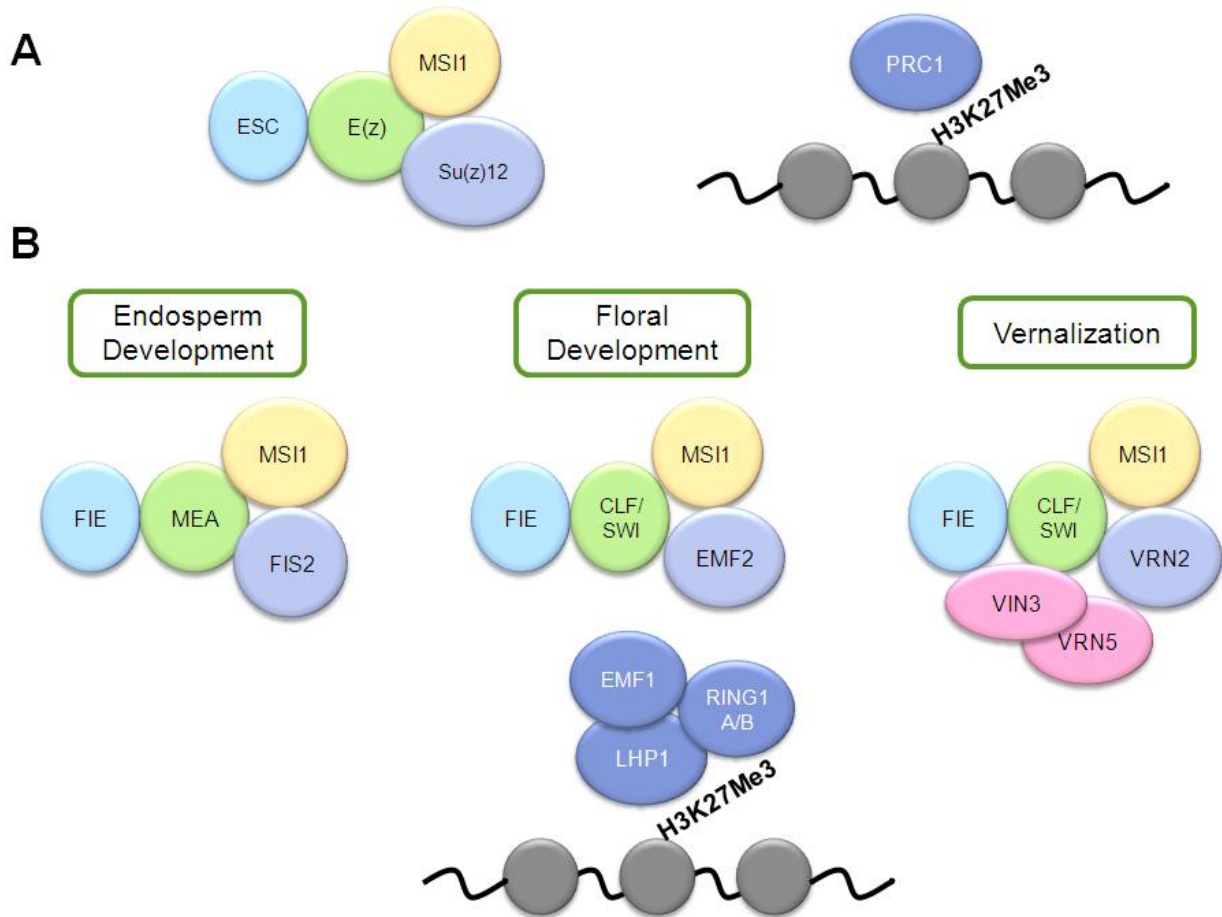 A
ESC
E(z)
MSI1
Su(z)12
PRC1
H3K27Me3
B
Endosperm
Development
Floral
Development
Vernalization
FIE
MEA
MSI1
FIS2
FIE
CLF/
SWI
MSI1
EMF2
FIE
CLF/
SWI
MSI1
VRN2
VIN3
VRN5
EMF1
RING1
A/B
LHP1
H3K27Me3